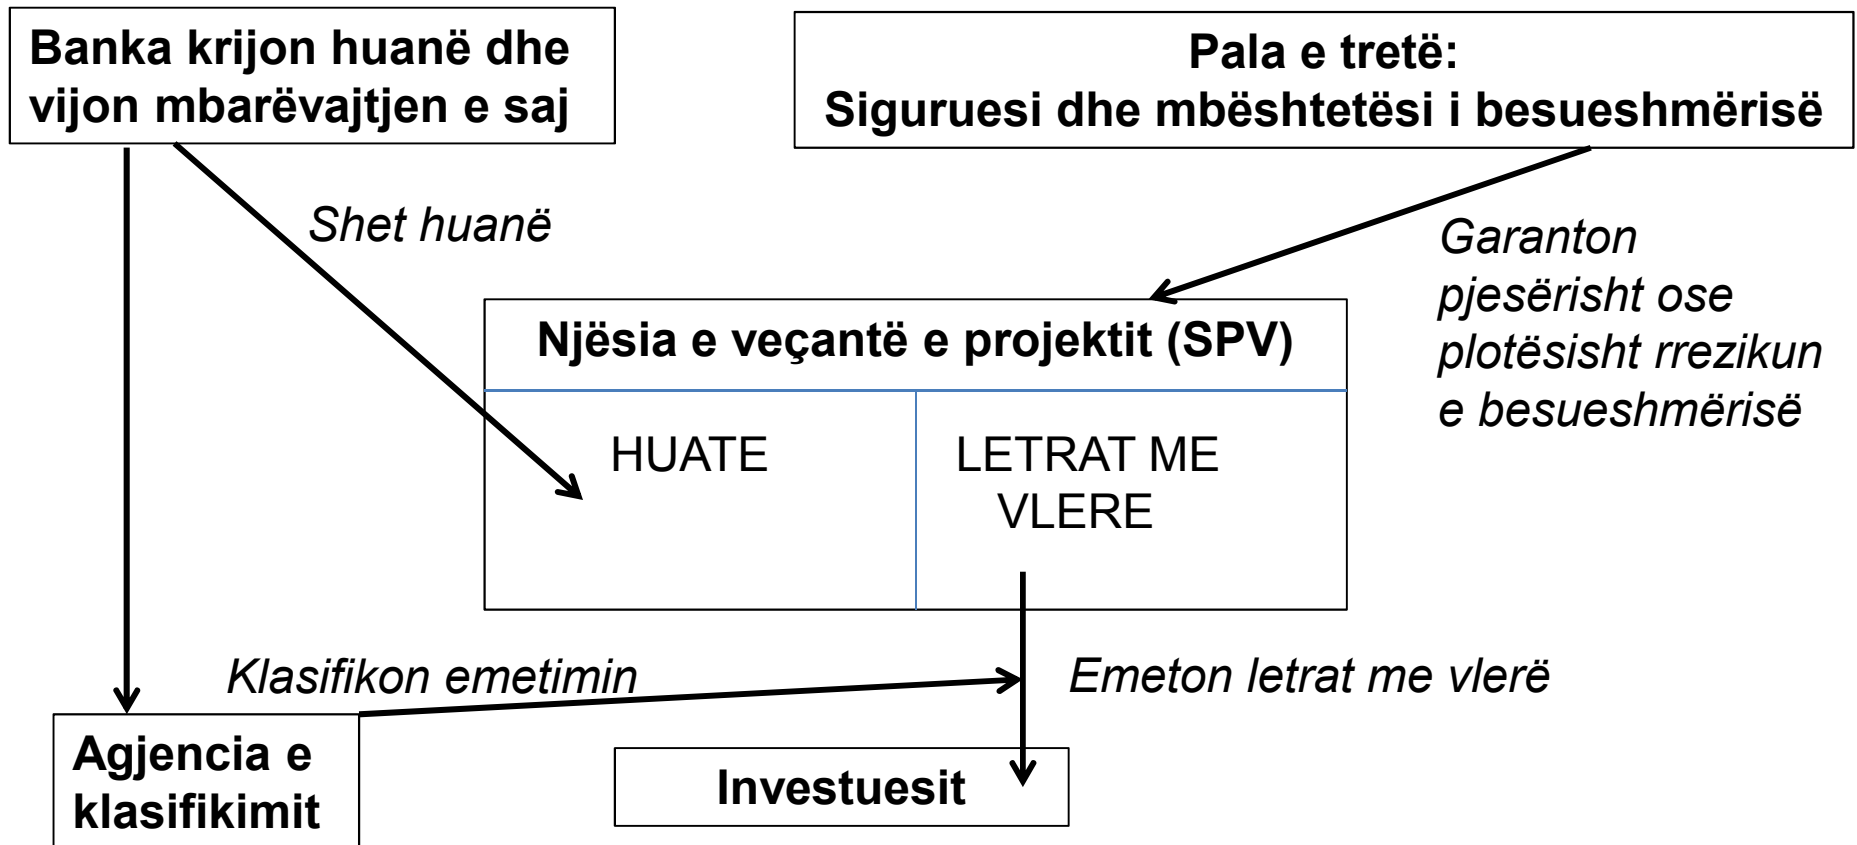 Banka krijon huanë dhe
vijon mbarëvajtjen e saj
Pala e tretë:
Siguruesi dhe mbështetësi i besueshmërisë
Shet huanë
Garanton
pjesërisht ose
plotësisht rrezikun
e besueshmërisë
Njësia e veçantë e projektit (SPV)
HUATE
LETRAT ME
VLERE
Klasifikon emetimin
Emeton letrat me vlerë
Agjencia e
klasifikimit
Investuesit